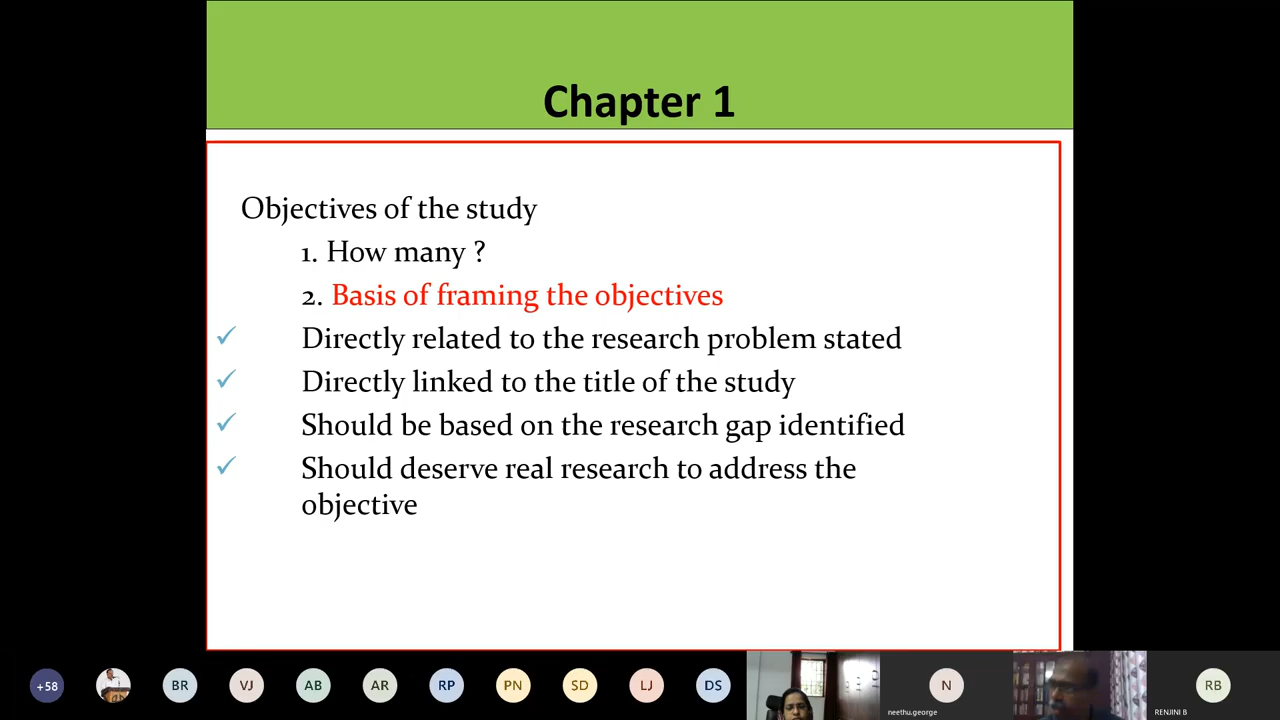 Chapter 1
Objectives of the study
1. How many ?
2. Basis of framing the objectives
Directly related to the research problem stated
Directly linked to the title of the study
Should be based on the research gap identified
Should deserve real research to address the
objective
+58
BR
VJ
AB
AR
RP
PN
SD
LJ
DS
N
neethu.george
RB
RENJINI B